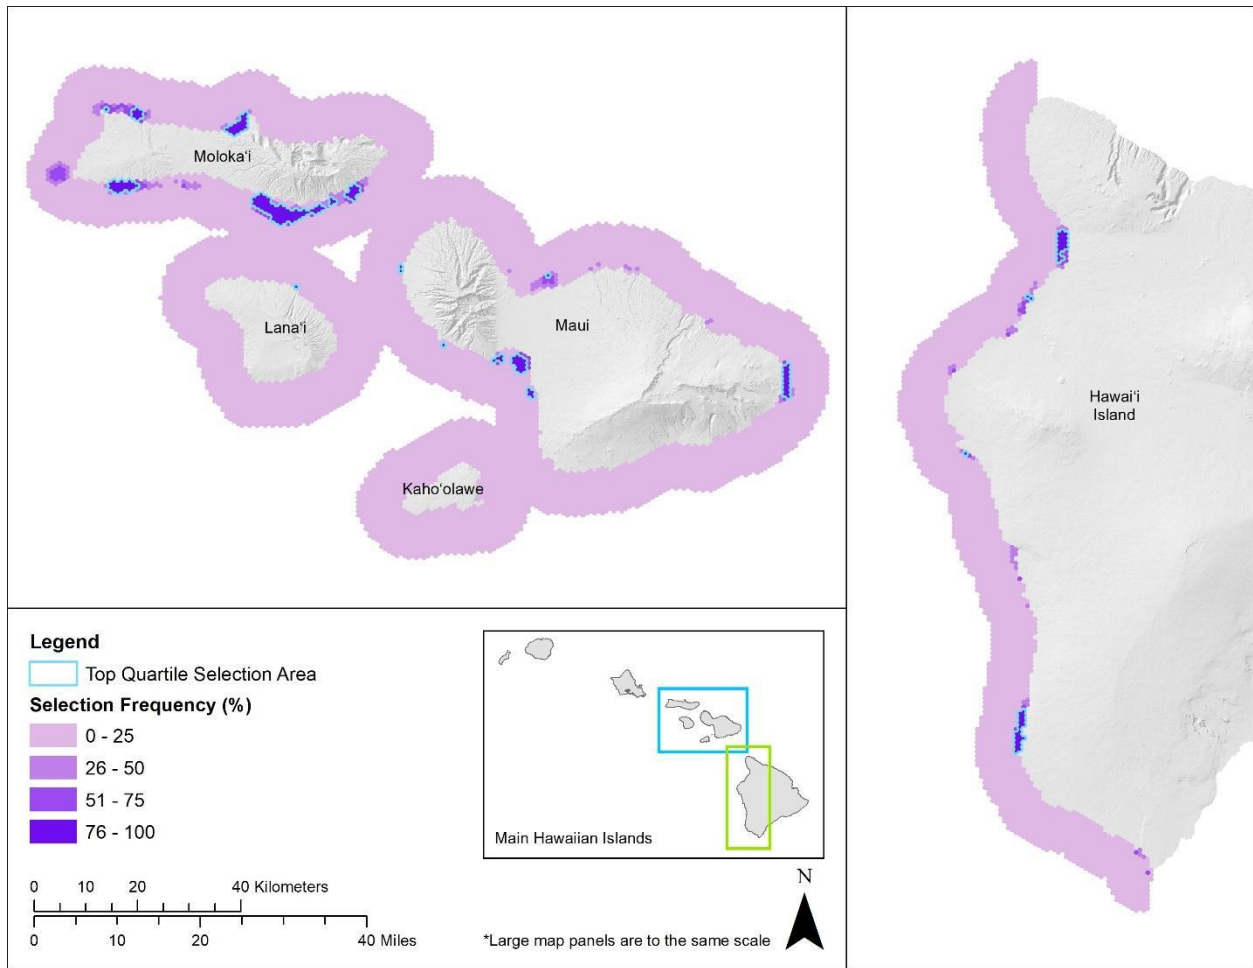 Moloka‘i
Lana‘i
Maui
Kaho‘olawe
Hawai‘i
Island
Legend
Top Quartile Selection Area
Selection Frequency (%)
0 - 25
26 - 50
51 - 75
76 - 100
0 10 20 40 Kilometers
0 10 20 40 Miles
Main Hawaiian Islands
N
*Large map panels are to the same scale